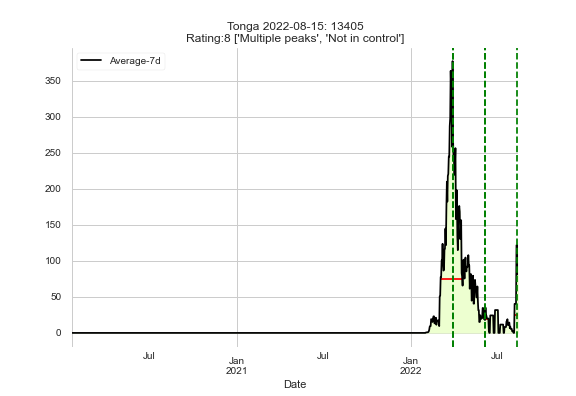 Tonga 2022-08-15: 13405
Rating:8 ['Multiple peaks', 'Not in control']
Average-7d
350
300
250
200
150
100
50
0
Jul
Jan
2021
Jul
Jan
2022
Jul
Date